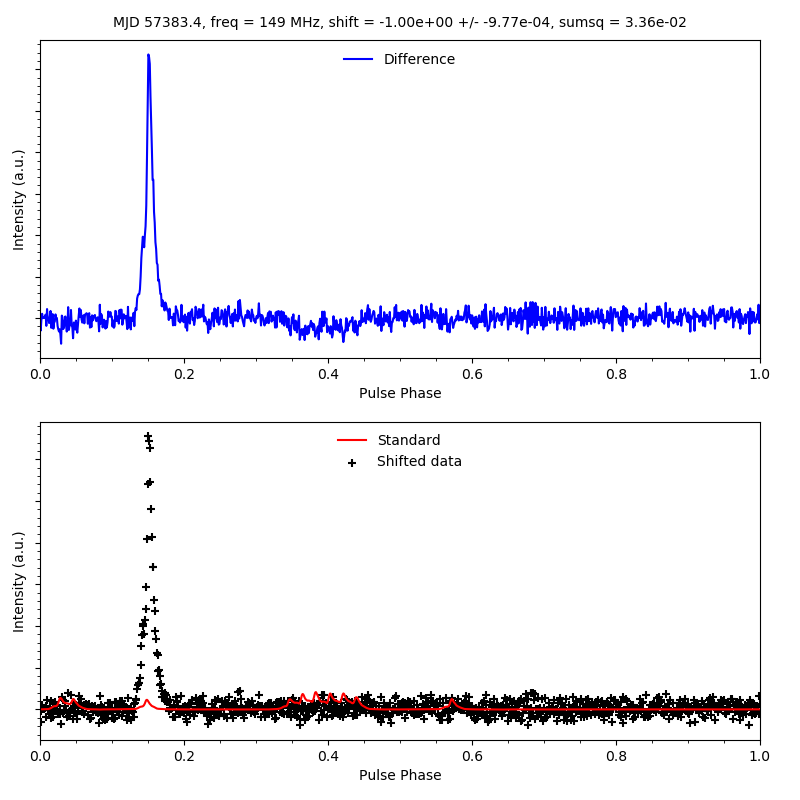 MJD 57383.4, freq = 149 MHz, shift = -1.00e+00 +/- -9.77e-04, sumsq = 3.36e-02
Difference
Intensity (a.u.)
0.0 0.2 0.4 0.6 0.8 1.0
Pulse Phase
Standard
Shifted data
Intensity (a.u.)
0.0 0.2 0.4 0.6 0.8 1.0
Pulse Phase